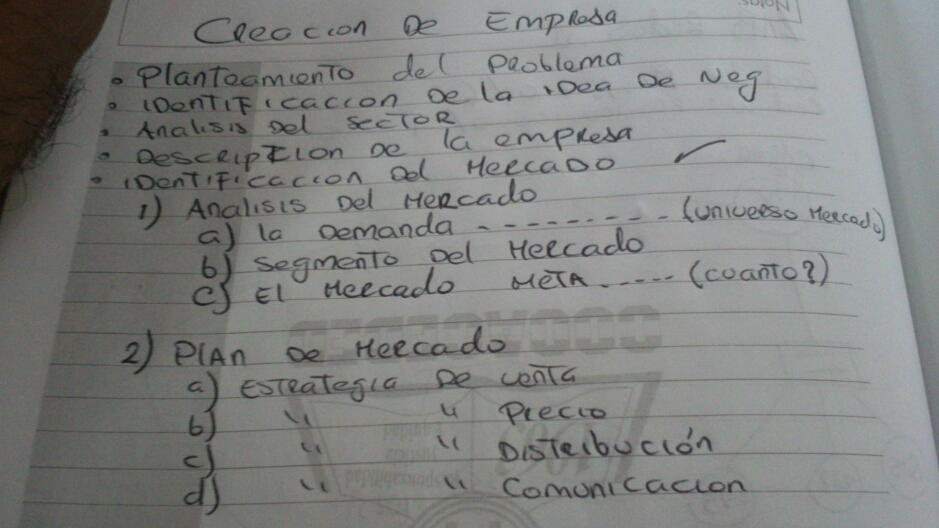 Creacion De Empresa
• Planteamiento del Problema
• iDentificaccion De la iDea De Neg
• Analisis Del Sector
• Descripcion De la empresa
• iDentificaccion Del Mercado ✓
1) Analisis Del Mercado
a) la Demanda - - - - - - - - (Universo Mercado)
b) Segmento Del Mercado
c) El Mercado Meta - - - - - (cuanto?)
2) Plan De Mercado
a) Estrategia De venta
b) " " Precio
c) " " Distribución
d) " " Comunicacion